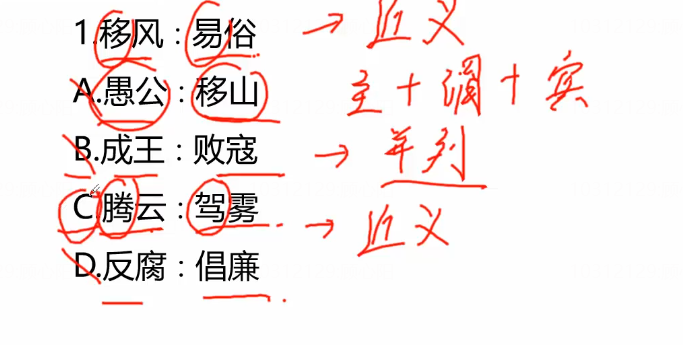 1.移风：易俗 → 近义
A.愚公：移山 主+谓+宾
B.成王：败寇 → 并列
C.腾云：驾雾 → 近义
D.反腐：倡廉